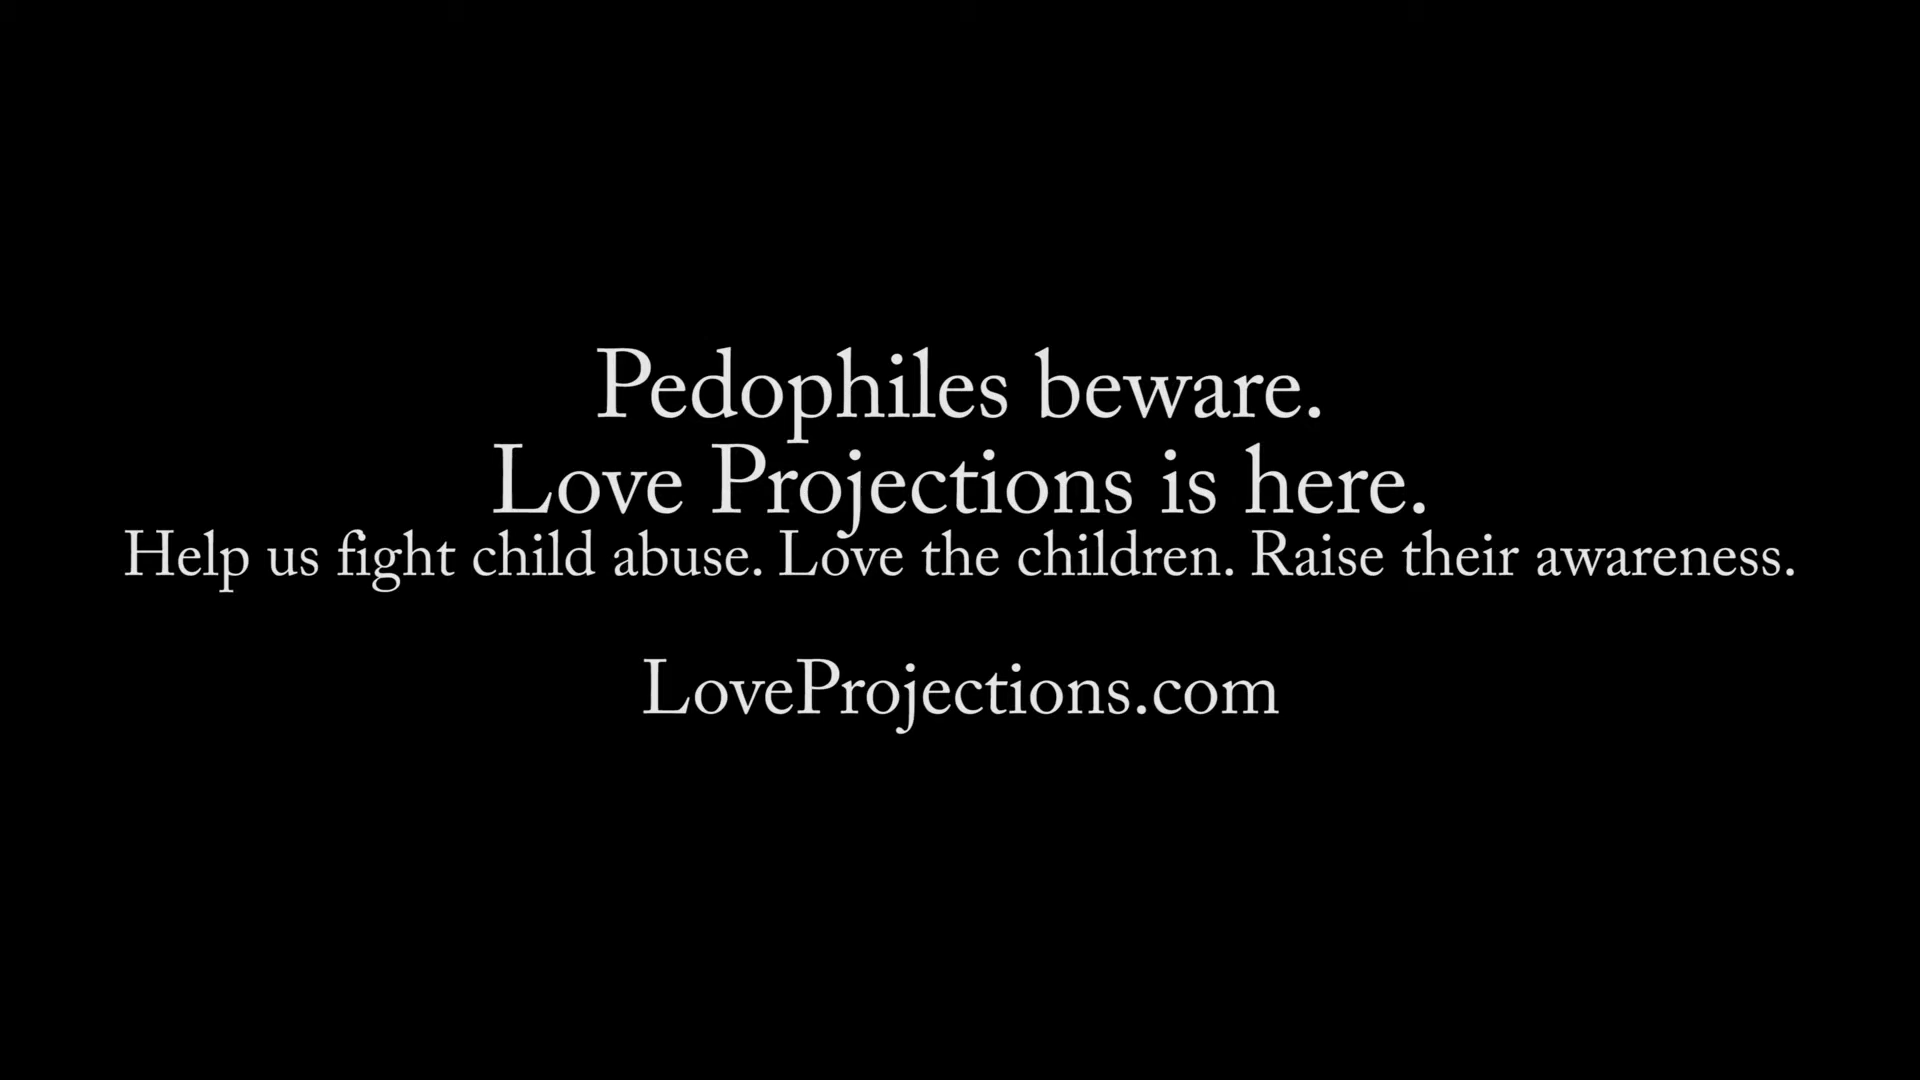 Pedophiles beware.
Love Projections is here.
Help us fight child abuse. Love the children. Raise their awareness.
LoveProjections.com